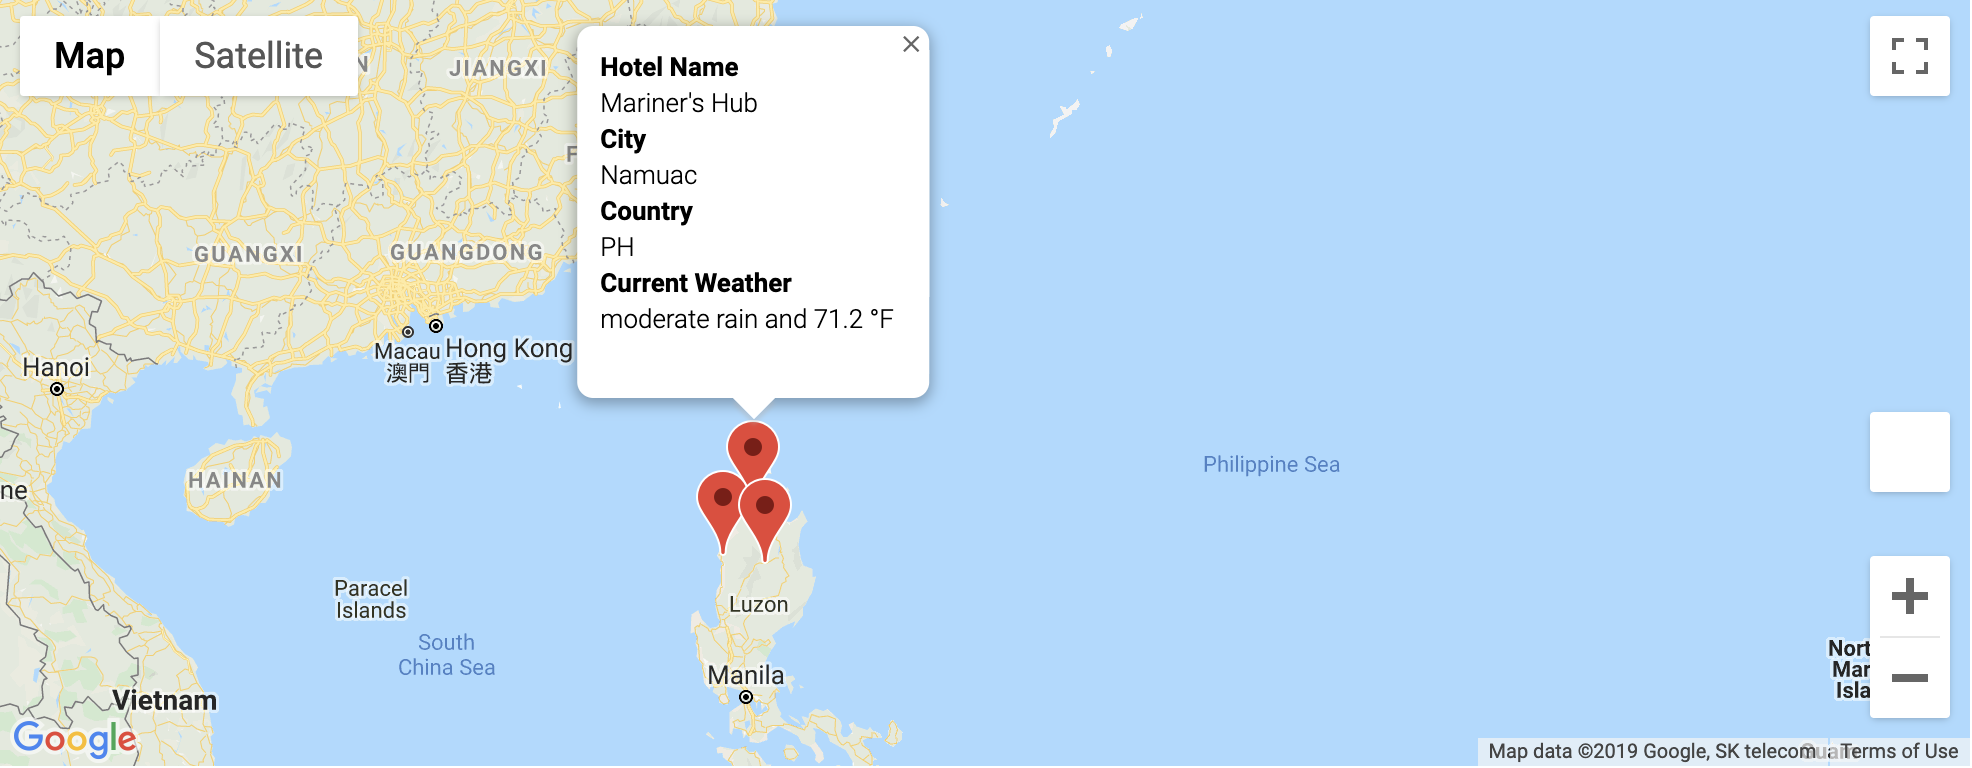 Map
Satellite
N
JIANGXI
F
GUANGXI
GUANGDONG
Hotel Name
Mariner's Hub
City
Namuac
Country
PH
Current Weather
moderate rain and 71.2 °F
Hanoi
Macau
澳門
Hong Kong
香港
HAINAN
ne
Philippine Sea
Paracel
Islands
Luzon
South
China Sea
Manila
Vietnam
Nort
Mar
Isla
Google
Map data ©2019 Google, SK telecom
Terms of Use